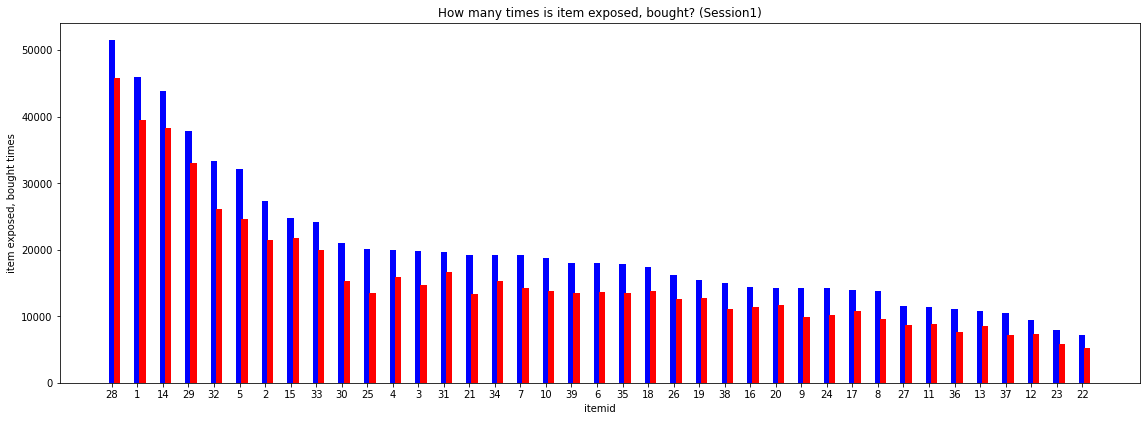 How many times is item exposed, bought? (Session1)
item exposed, bought times
50000
40000
30000
20000
10000
0
28 1 14 29 32 5 2 15 33 30 25 4 3 31 21 34 7 10 39 6 35 18 26 19 38 16 20 9 24 17 8 27 11 36 13 37 12 23 22
itemid